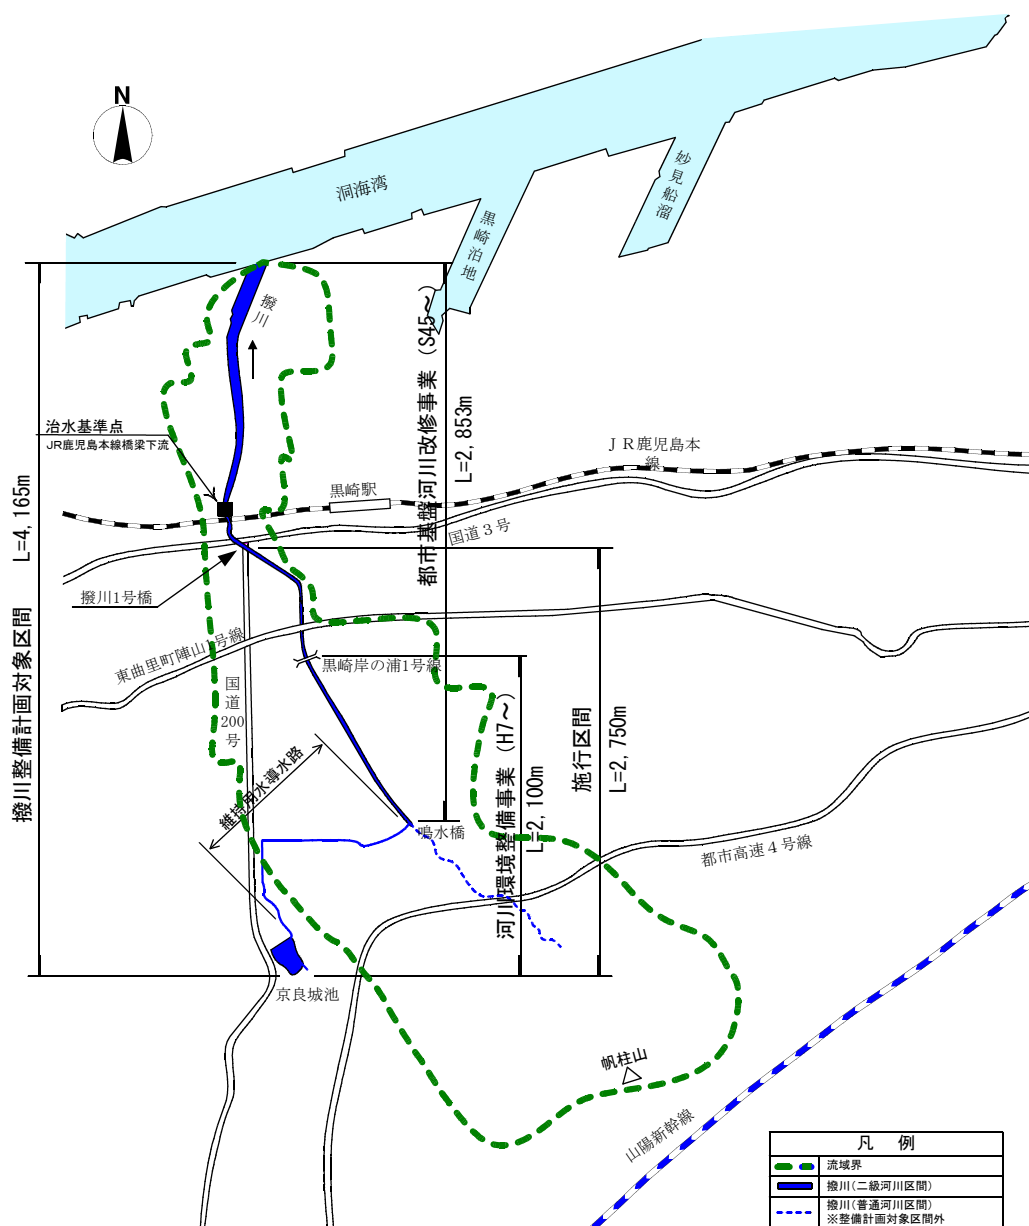 N
洞海湾
妙見船溜
黒崎泊地
撥川
治水基準点
JR鹿児島本線橋梁下流
都市基盤河川改修事業（S45～）
L=2,853m
ＪＲ鹿児島本
線
黒崎駅
国道３号
撥川整備計画対象区間　L=4,165m
撥川1号橋
東曲里町陣山1号線
黒崎岸の浦1号線
国道200号
維持用水導水路
鳴水橋
河川環境整備事業（H7～）
L=2,100m
施行区間
L=2,750m
都市高速４号線
京良城池
帆柱山
山陽新幹線
凡　例
流域界
撥川（二級河川区間）
撥川（普通河川区間）
※整備計画対象区間外